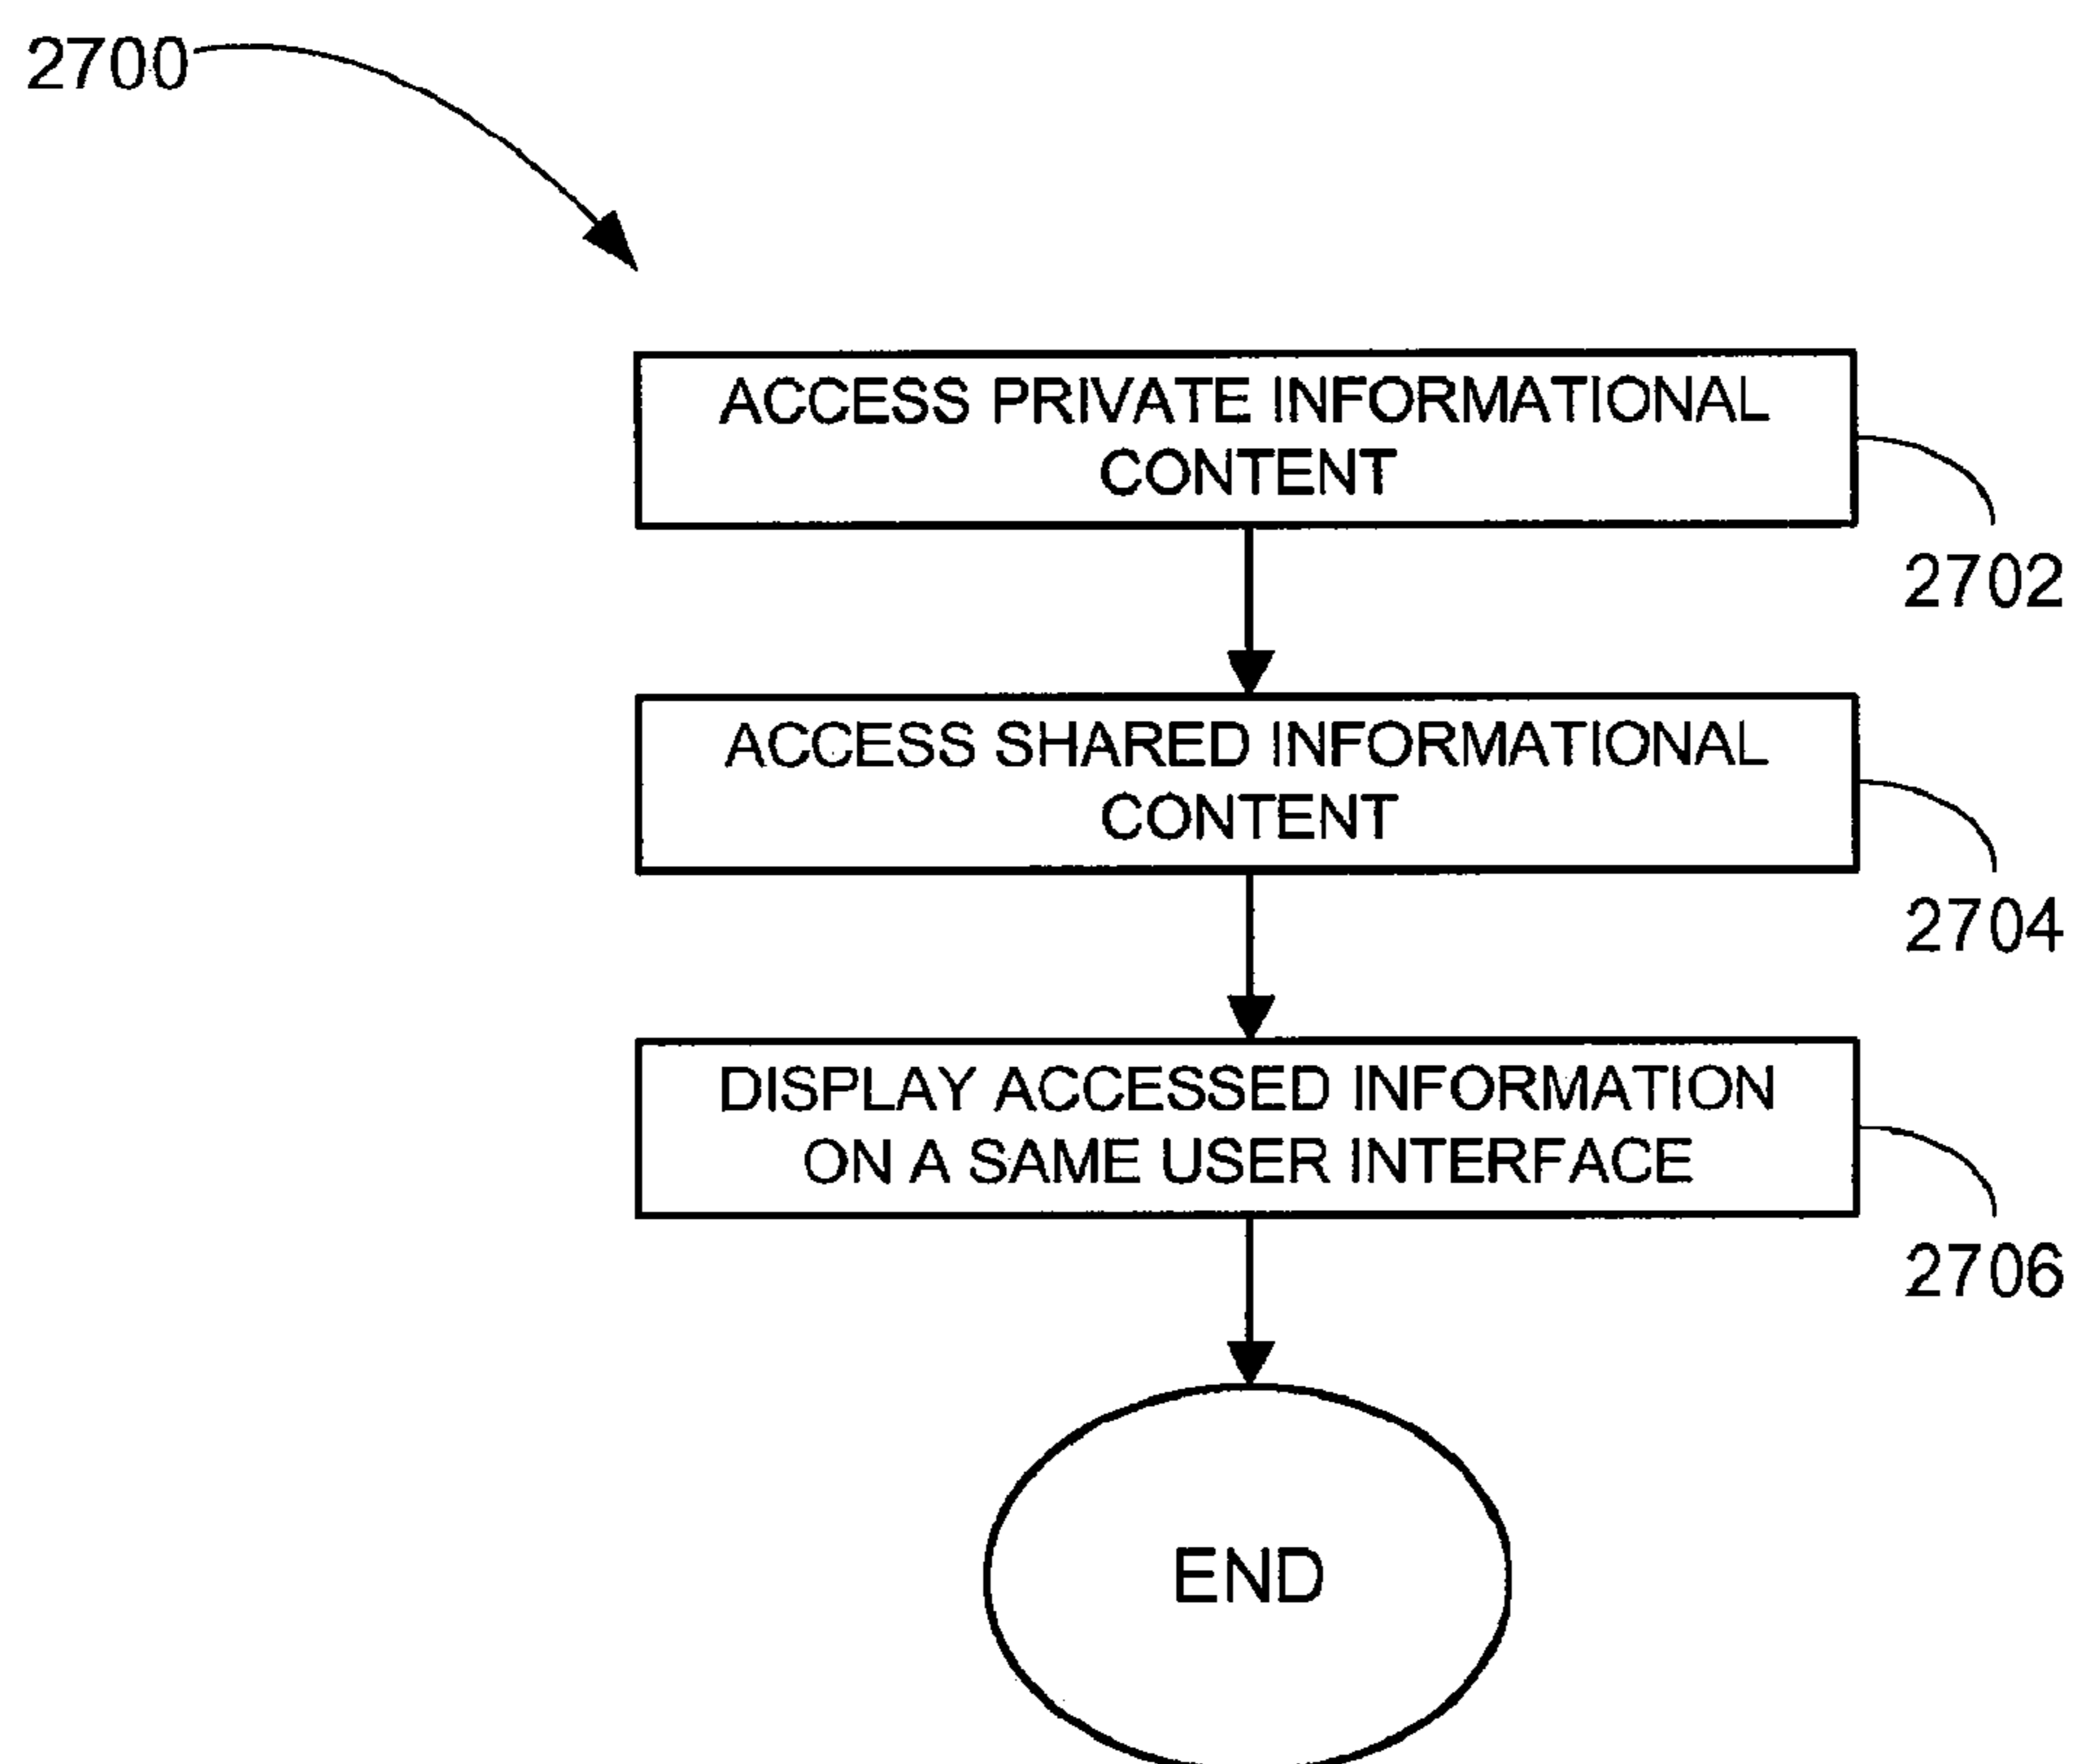 2700
ACCESS PRIVATE INFORMATIONAL
CONTENT
2702
ACCESS SHARED INFORMATIONAL
CONTENT
2704
DISPLAY ACCESSED INFORMATION
ON A SAME USER INTERFACE
2706
END